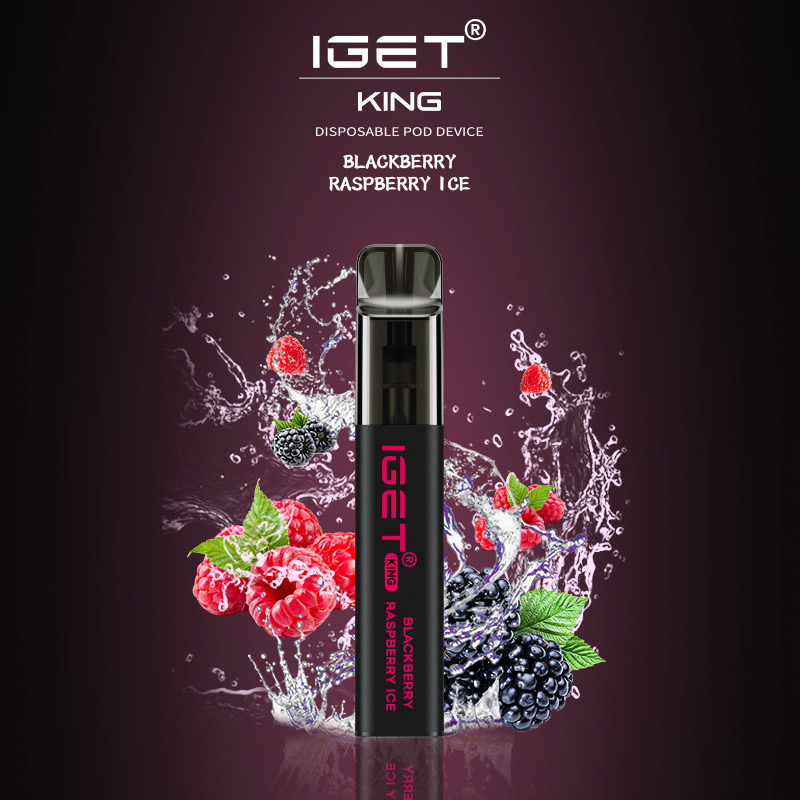 IGET®
KING
DISPOSABLE POD DEVICE
BLACKBERRY
RASPBERRY ICE
IGET®
KING
BLACKBERRY
RASPBERRY ICE